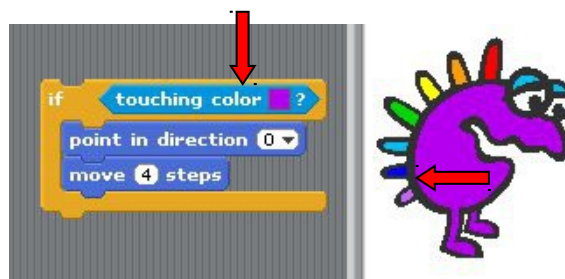 if touching color ?
point in direction 0
move 4 steps